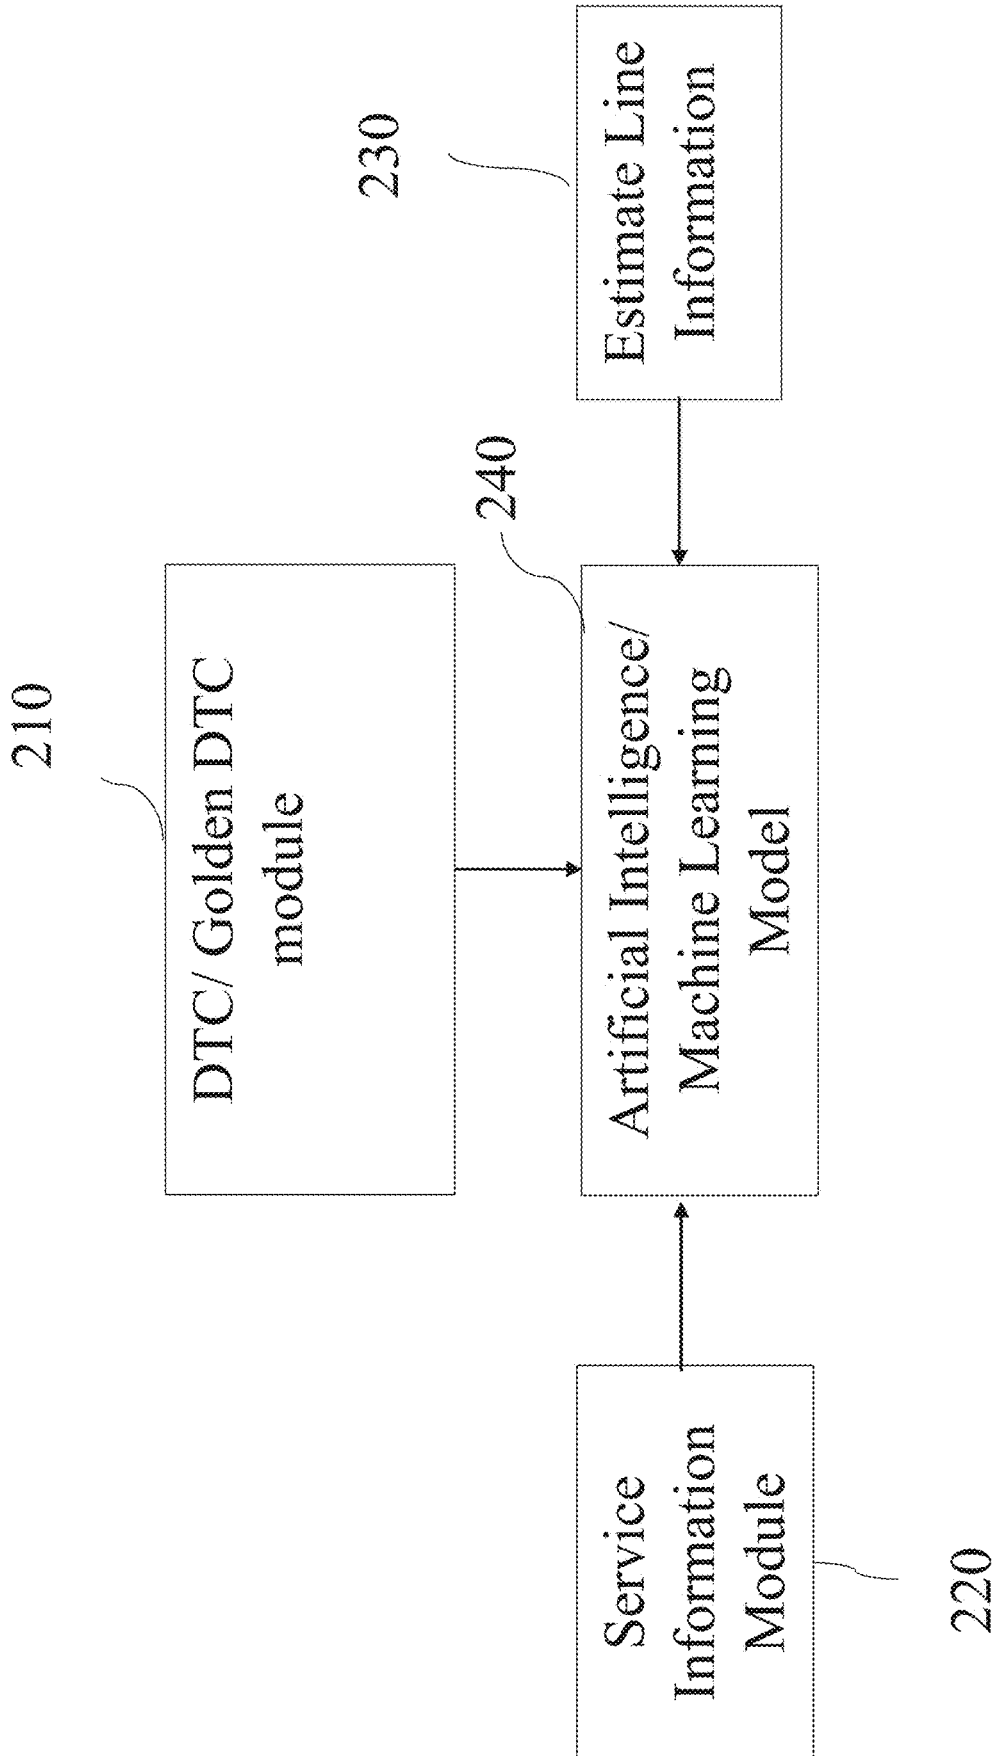 210
DTC/ Golden DTC
module
230
240
Service
Information
Module
Artificial Intelligence/
Machine Learning
Model
Estimate Line
Information
220